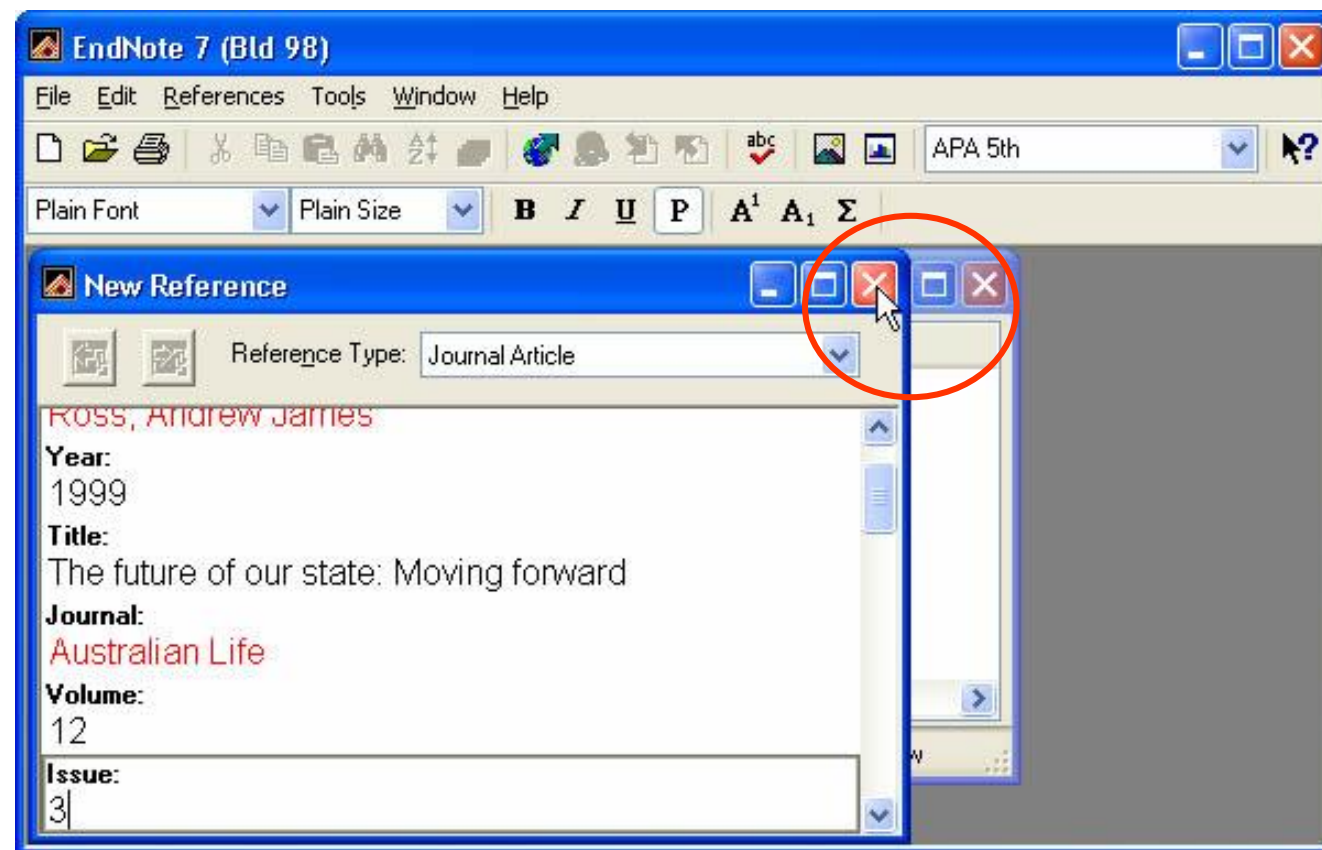 EndNote 7 (Bld 98)
File Edit References Tools Window Help
abc APA 5th
Plain Font Plain Size B I U P A¹ A₁ Σ
New Reference
Reference Type: Journal Article
Ross, Andrew James
Year:
1999
Title:
The future of our state: Moving forward
Journal:
Australian Life
Volume:
12
Issue:
3